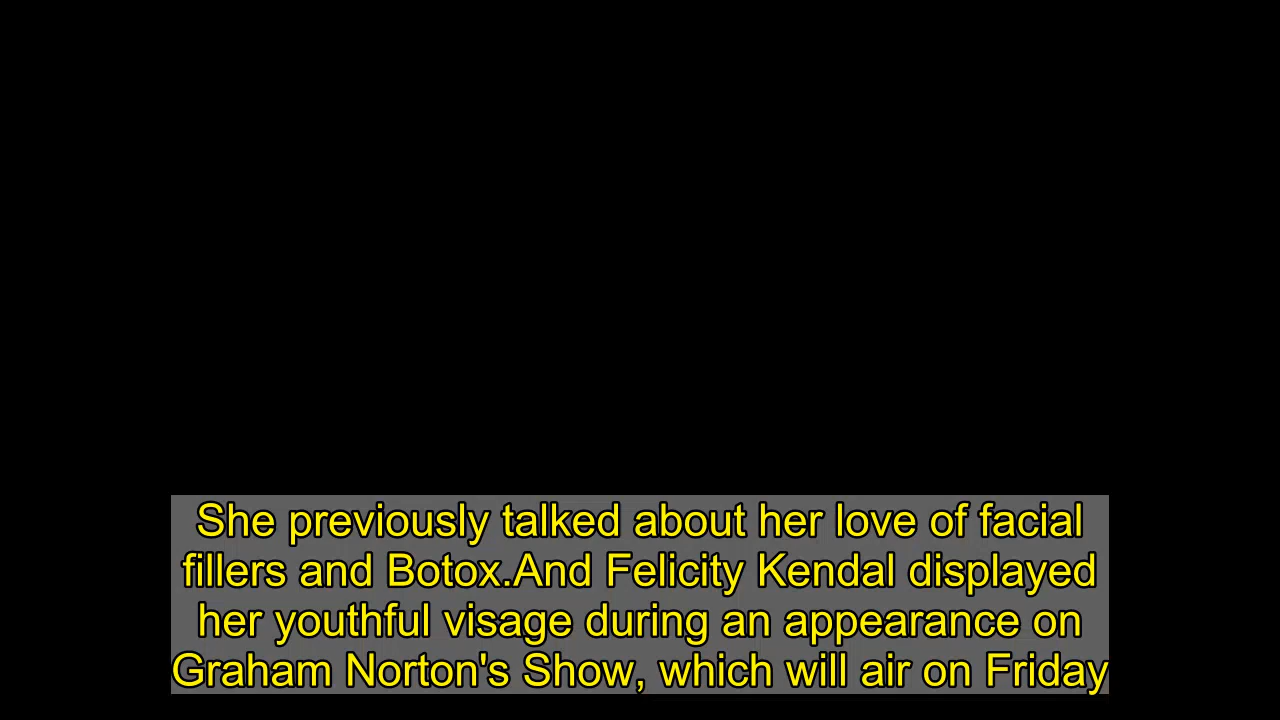 She previously talked about her love of facial
fillers and Botox.And Felicity Kendal displayed
her youthful visage during an appearance on
Graham Norton's Show, which will air on Friday